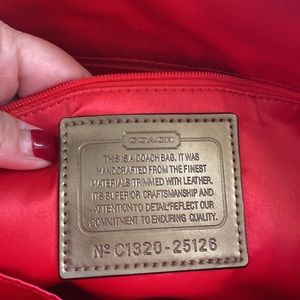 COACH
THIS IS A COACH BAG. IT WAS
HANDCRAFTED FROM THE FINEST
MATERIALS TRIMMED WITH LEATHER.
IT'S SUPERIOR CRAFTSMANSHIP AND
ATTENTION TO DETAIL REFLECT OUR
COMMITMENT TO ENDURING QUALITY.
Nº C1320-25126